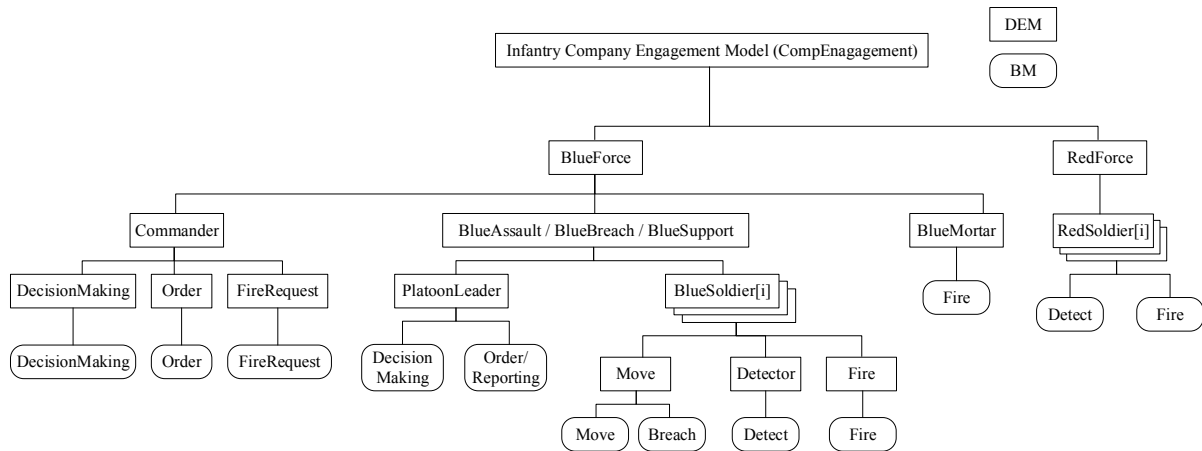 DEM
Infantry Company Engagement Model (CompEnagagement)
BM
BlueForce
RedForce
Commander
BlueAssault / BlueBreach / BlueSupport
BlueMortar
RedSoldier[i]
DecisionMaking
Order
FireRequest
PlatoonLeader
BlueSoldier[i]
Fire
Detect
Fire
DecisionMaking
Order
FireRequest
Decision
Making
Order/
Reporting
Move
Detector
Fire
Move
Breach
Detect
Fire